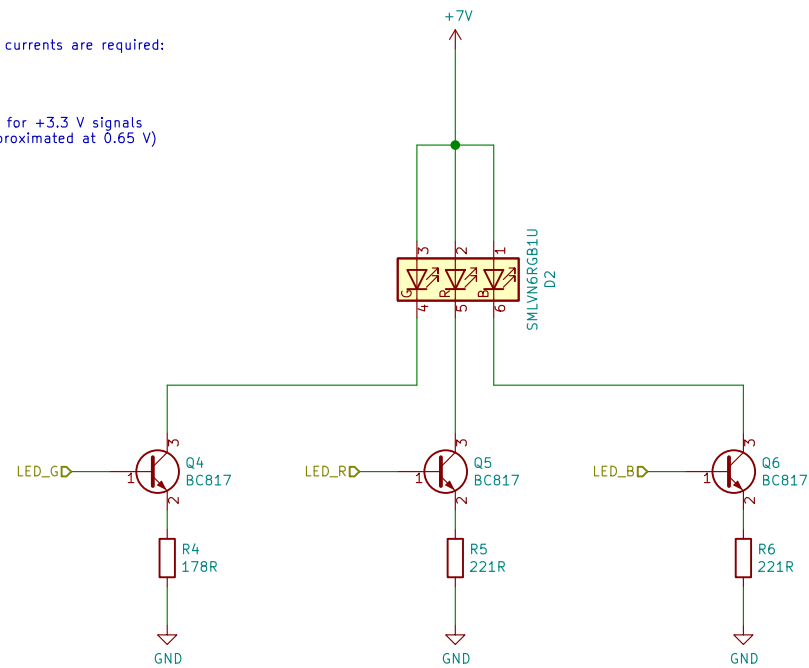 +7V
currents are required:
for +3.3 V signals
at 0.65 V)
3
2
1
G
R
B
4
5
6
SMLVN6RGB1U
D2
LED_G
1
3
2
Q4
BC817
LED_R
1
3
2
Q5
BC817
LED_B
1
3
2
Q6
BC817
R4
178R
R5
221R
R6
221R
GND
GND
GND